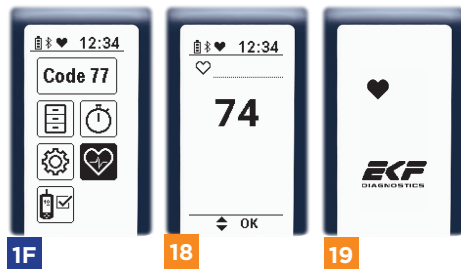 12:34
Code 77
1F
12:34
74
OK
18
EKF
DIAGNOSTICS
19